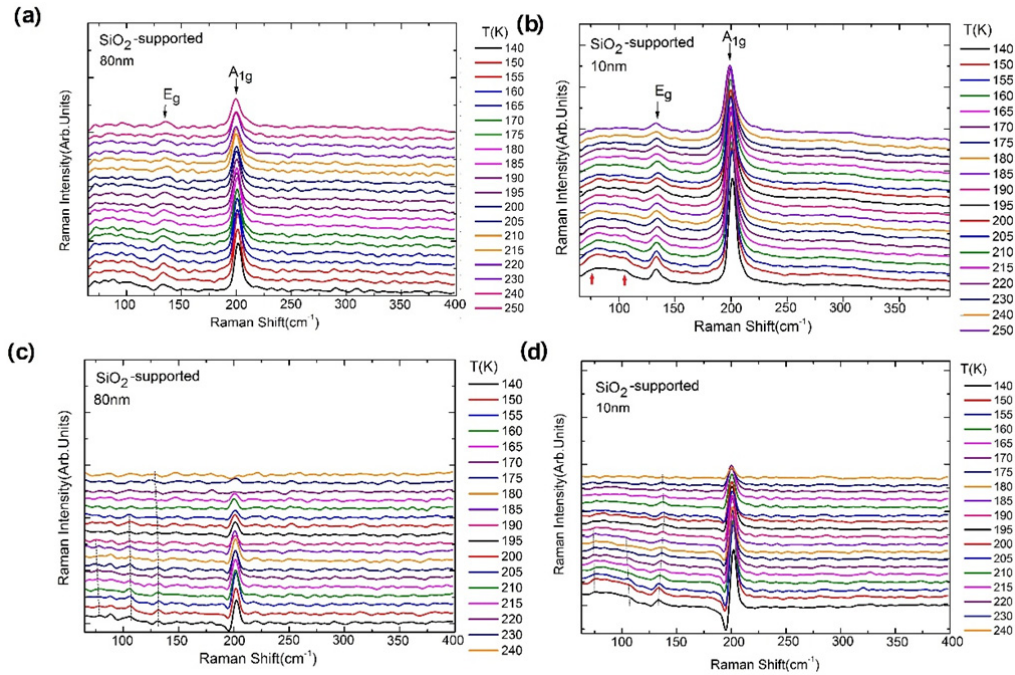 (a)
SiO2-supported
80nm
Eg
A1g
Raman Intensity(Arb.Units)
100 150 200 250 300 350 400
Raman Shift(cm-1)
T(K)
140
150
155
160
165
170
175
180
185
190
195
200
205
210
215
220
230
240
250
(b)
SiO2-supported
10nm
Eg
A1g
Raman Intensity(Arb.Units)
100 150 200 250 300 350
Raman Shift(cm-1)
T(K)
140
150
155
160
165
170
175
180
185
190
195
200
205
210
215
220
230
240
250
(c)
SiO2-supported
80nm
Raman Intensity(Arb.Units)
100 150 200 250 300 350 400
Raman Shift(cm-1)
T(K)
140
150
155
160
165
170
175
180
185
190
195
200
205
210
215
220
230
240
(d)
SiO2-supported
10nm
Raman Intensity(Arb.Units)
100 150 200 250 300 350 400
Raman Shift(cm-1)
T(K)
140
150
155
160
165
170
175
180
185
190
195
200
205
210
215
220
230
240